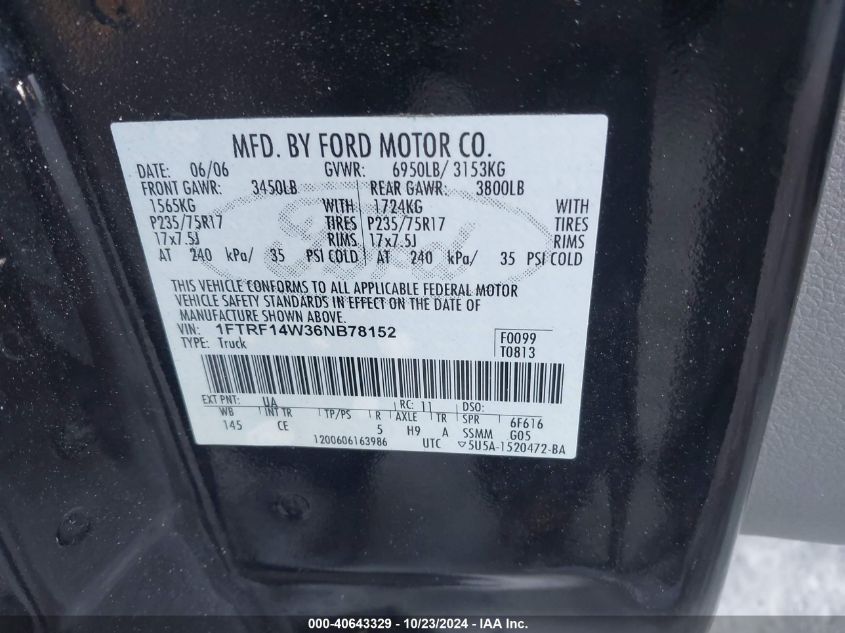 MFD. BY FORD MOTOR CO.
DATE: 06/06 GVWR: 6950LB/ 3153KG
FRONT GAWR: 3450LB REAR GAWR: 3800LB
1565KG WITH 1724KG WITH
P235/75R17 TIRES P235/75R17 TIRES
17x7.5J RIMS 17x7.5J RIMS
AT 240 kPa/ 35 PSI COLD AT 240 kPa/ 35 PSI COLD
Ford
THIS VEHICLE CONFORMS TO ALL APPLICABLE FEDERAL MOTOR
VEHICLE SAFETY STANDARDS IN EFFECT ON THE DATE OF
MANUFACTURE SHOWN ABOVE.
VIN: 1FTRF14W36NB78152 F0099
TYPE: Truck T0813
EXT PNT: UA RC: 11 DSO:
WB INT TR TP/PS R AXLE TR SPR 6F616
145 CE 5 H9 A SSMM G05
1200606163986 UTC ▽5U5A-1520472-BA
000-40643329 - 10/23/2024 - IAA Inc.